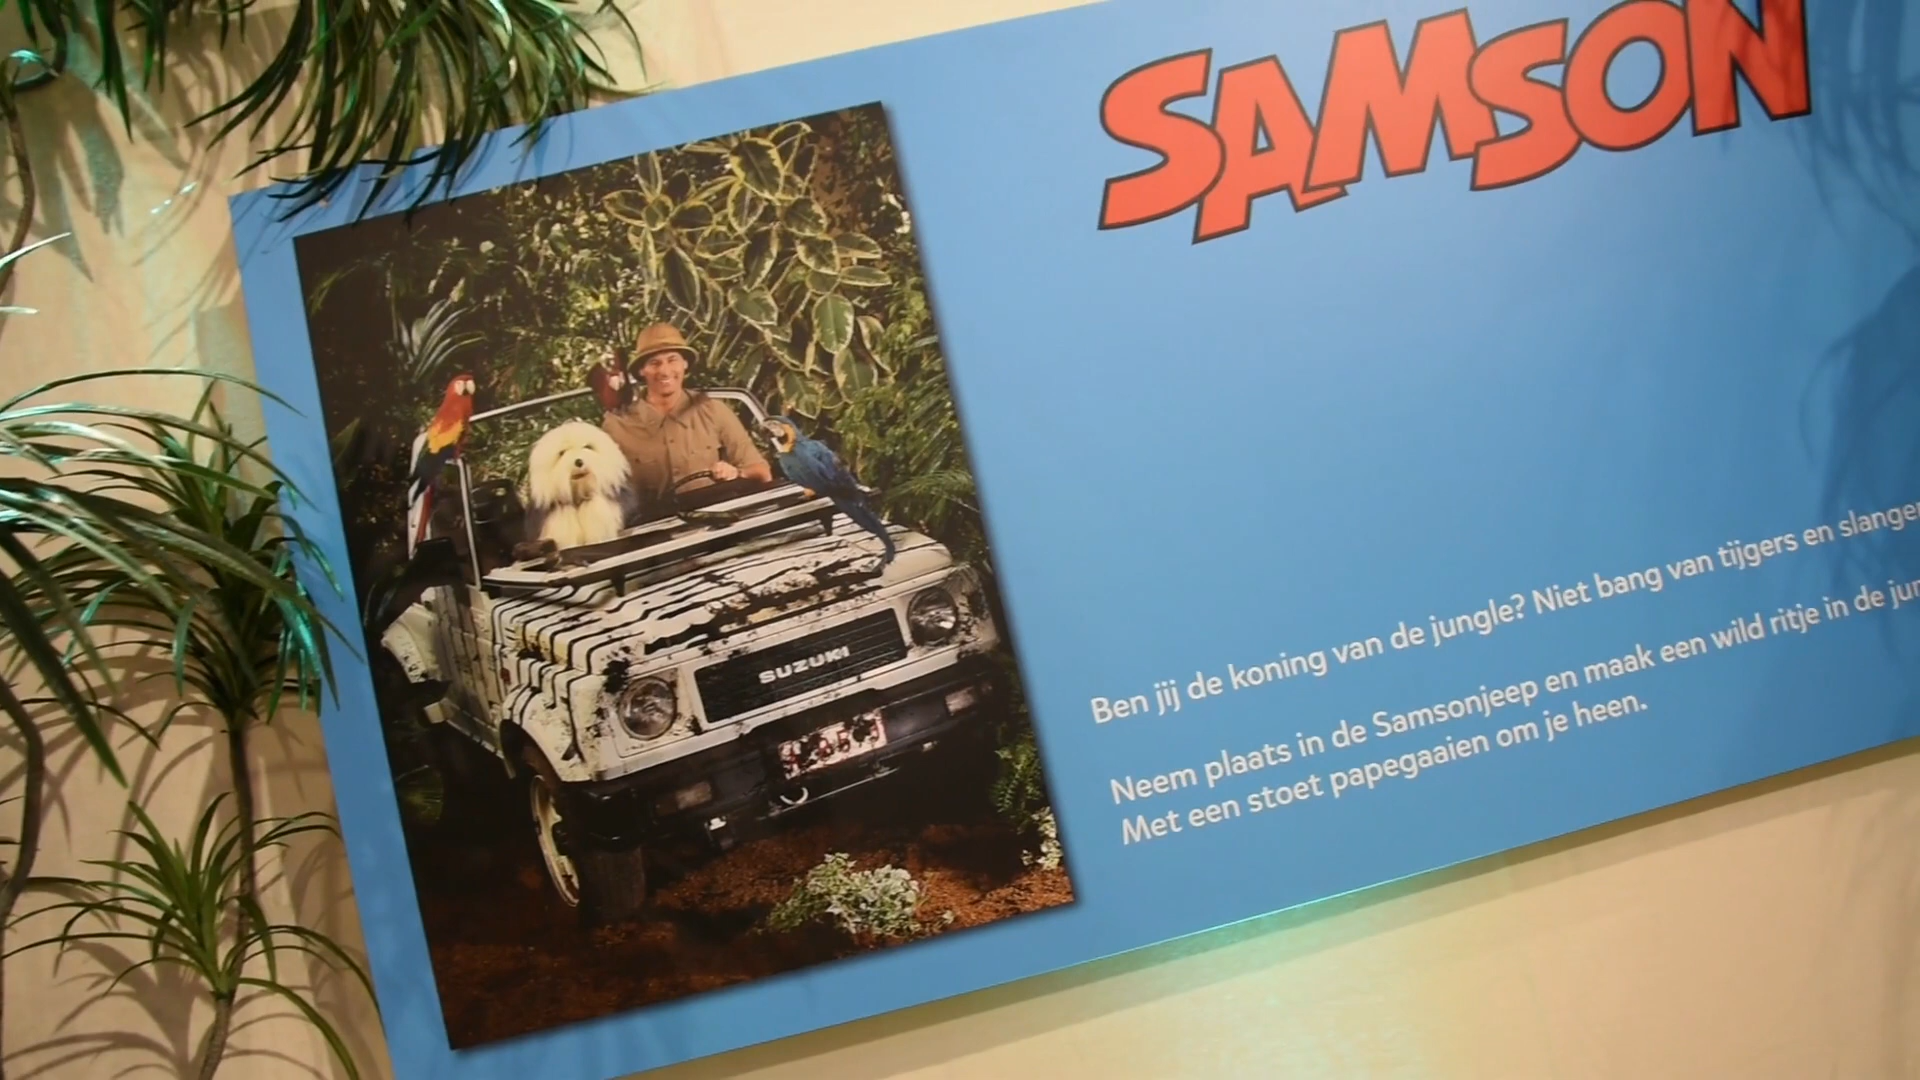 SAMSON
SUZUKI
Ben jij de koning van de jungle? Niet bang van tijgers en
Neem plaats in de Samsonjeep en maak een wild ritje in de
Met een stoet papegaaien om je heen.